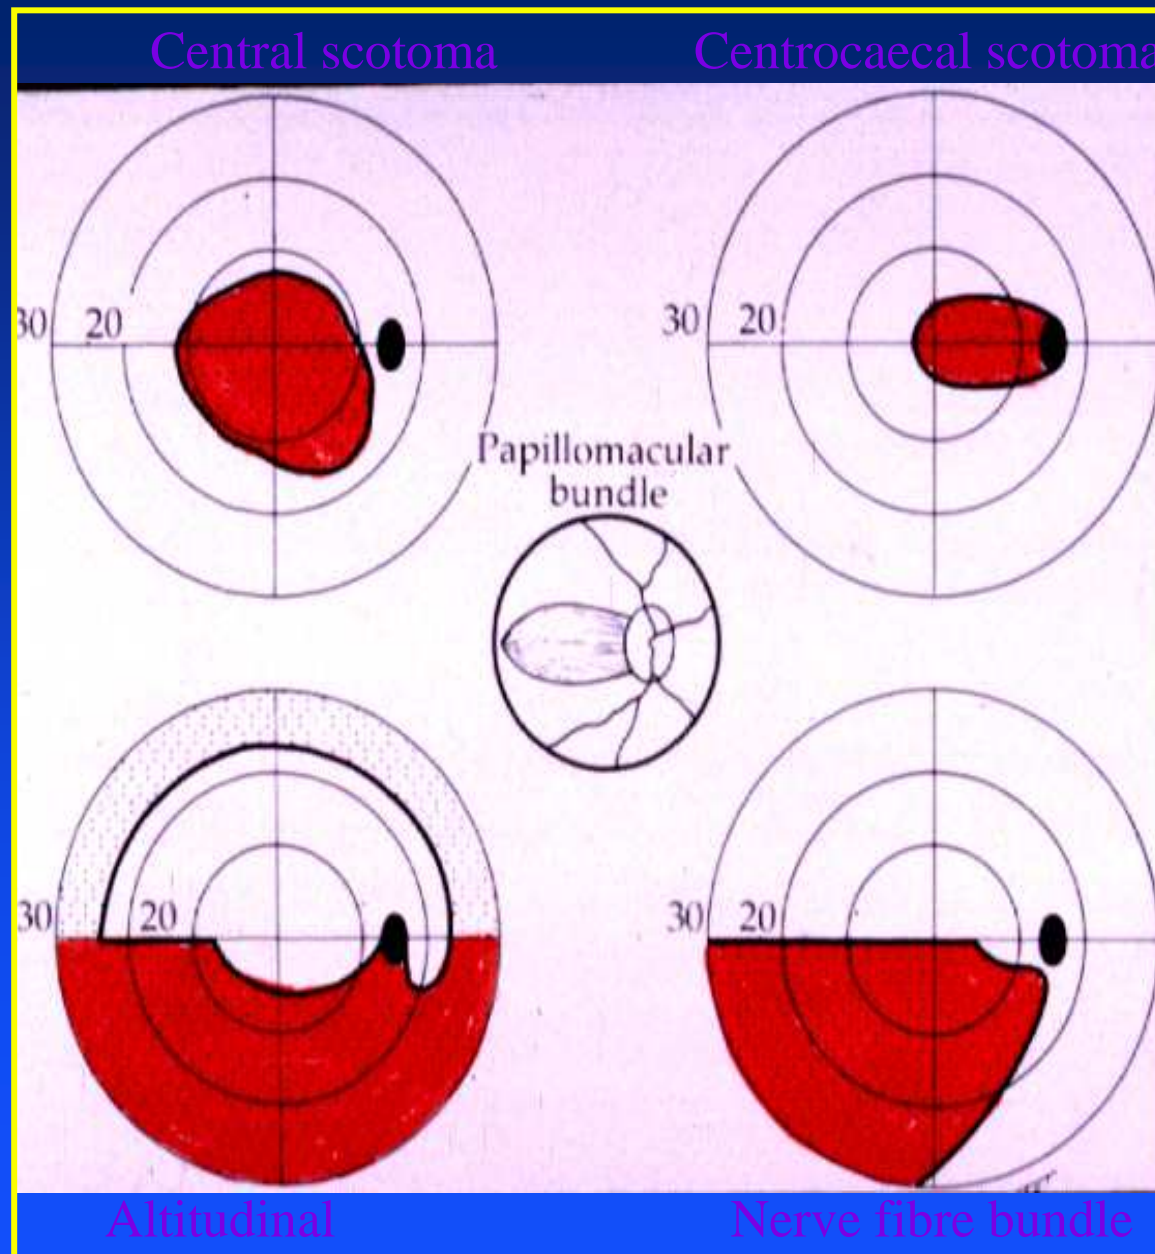 Central scotoma
Centrocaecal scotoma
30 20
30 20
Papillomacular
bundle
30 20
30 20
Altitudinal
Nerve fibre bundle